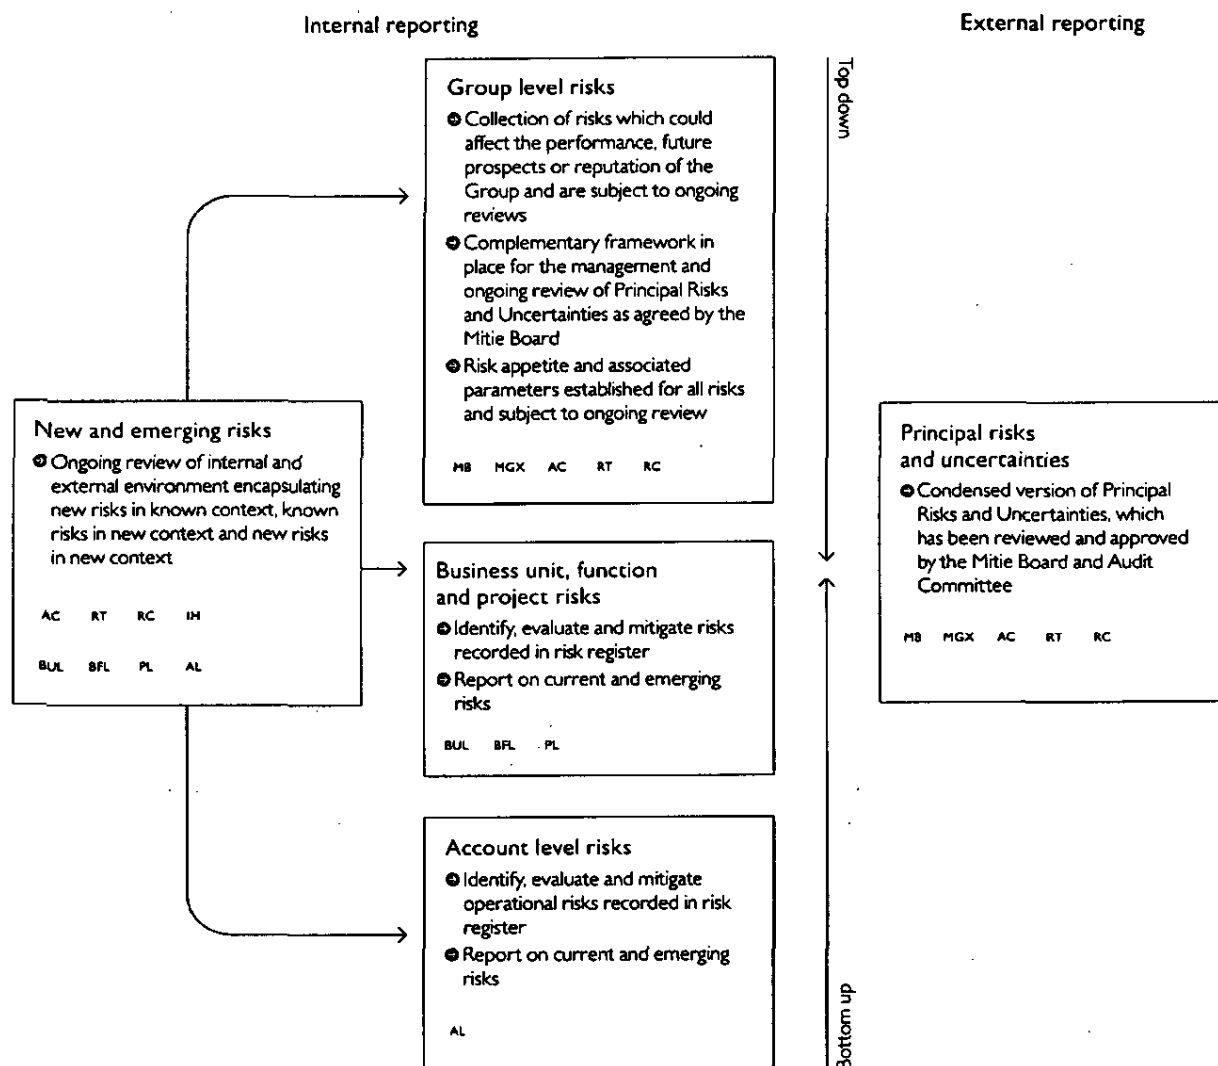 Internal reporting
External reporting
Group level risks
Collection of risks which could
affect the performance, future
prospects or reputation of the
Group and are subject to ongoing
reviews
Complementary framework in
place for the management and
ongoing review of Principal Risks
and Uncertainties as agreed by the
Mitie Board
Risk appetite and associated
parameters established for all risks
and subject to ongoing review
MB MGX AC RT RC
Top down
New and emerging risks
Ongoing review of internal and
external environment encapsulating
new risks in known context, known
risks in new context and new risks
in new context
AC RT RC IH
BUL BFL PL AL
Business unit, function
and project risks
Identify, evaluate and mitigate risks
recorded in risk register
Report on current and emerging
risks
BUL BFL PL
Account level risks
Identify, evaluate and mitigate
operational risks recorded in risk
register
Report on current and emerging
risks
AL
Bottom up
Principal risks
and uncertainties
Condensed version of Principal
Risks and Uncertainties, which
has been reviewed and approved
by the Mitie Board and Audit
Committee
MB MGX AC RT RC